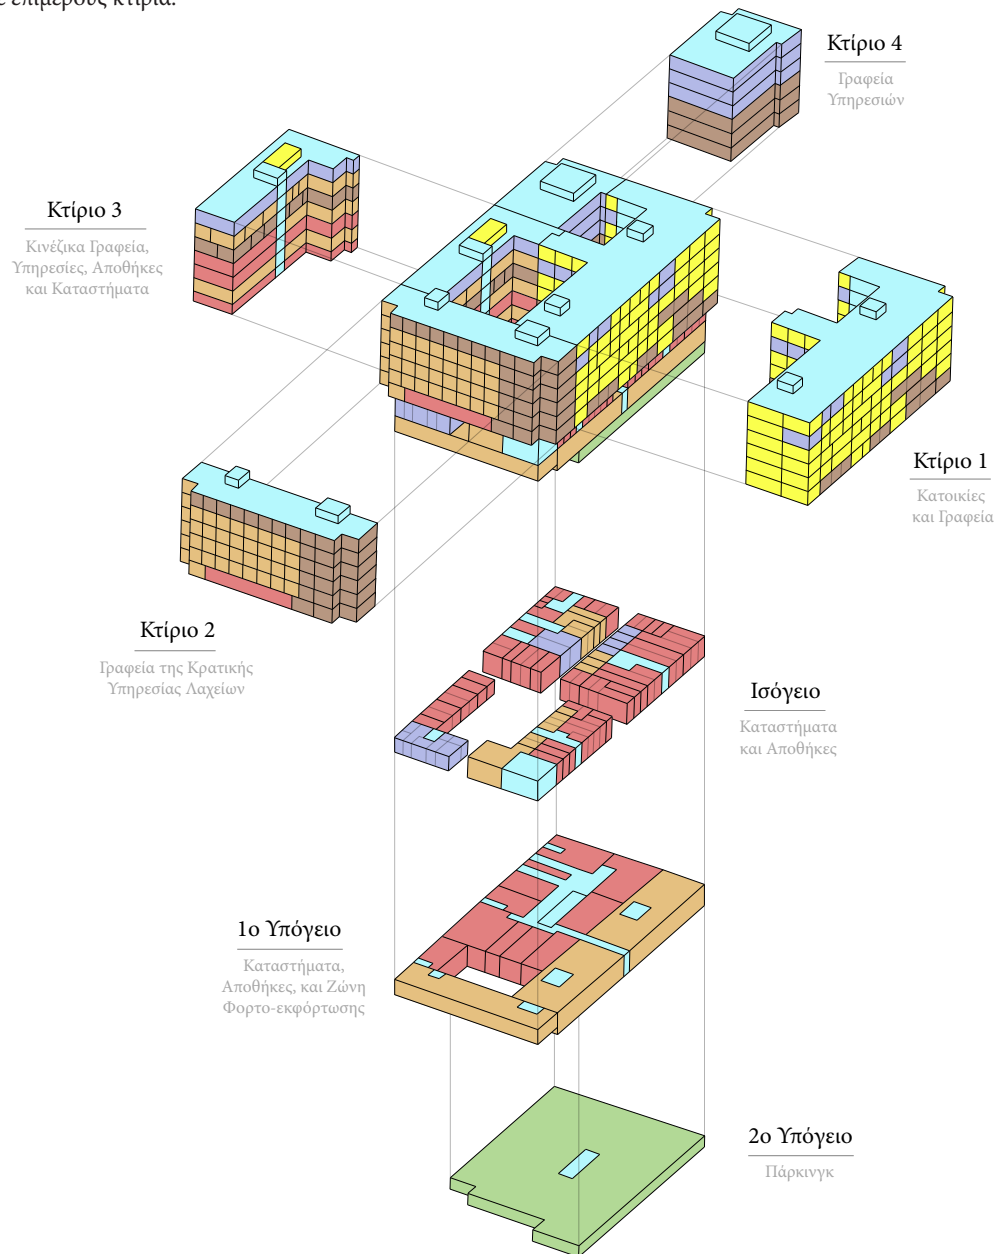 επιμέρους κτίρια.
Κτίριο 4
Γραφεία
Υπηρεσιών
Κτίριο 3
Κινέζικα Γραφεία,
Υπηρεσίες, Αποθήκες
και Καταστήματα
Κτίριο 1
Κατοικίες
και Γραφεία
Κτίριο 2
Γραφεία της Κρατικής
Υπηρεσίας Λαχείων
Ισόγειο
Καταστήματα
και Αποθήκες
1ο Υπόγειο
Καταστήματα,
Αποθήκες, και Ζώνη
Φορτο-εκφόρτωσης
2ο Υπόγειο
Πάρκινγκ